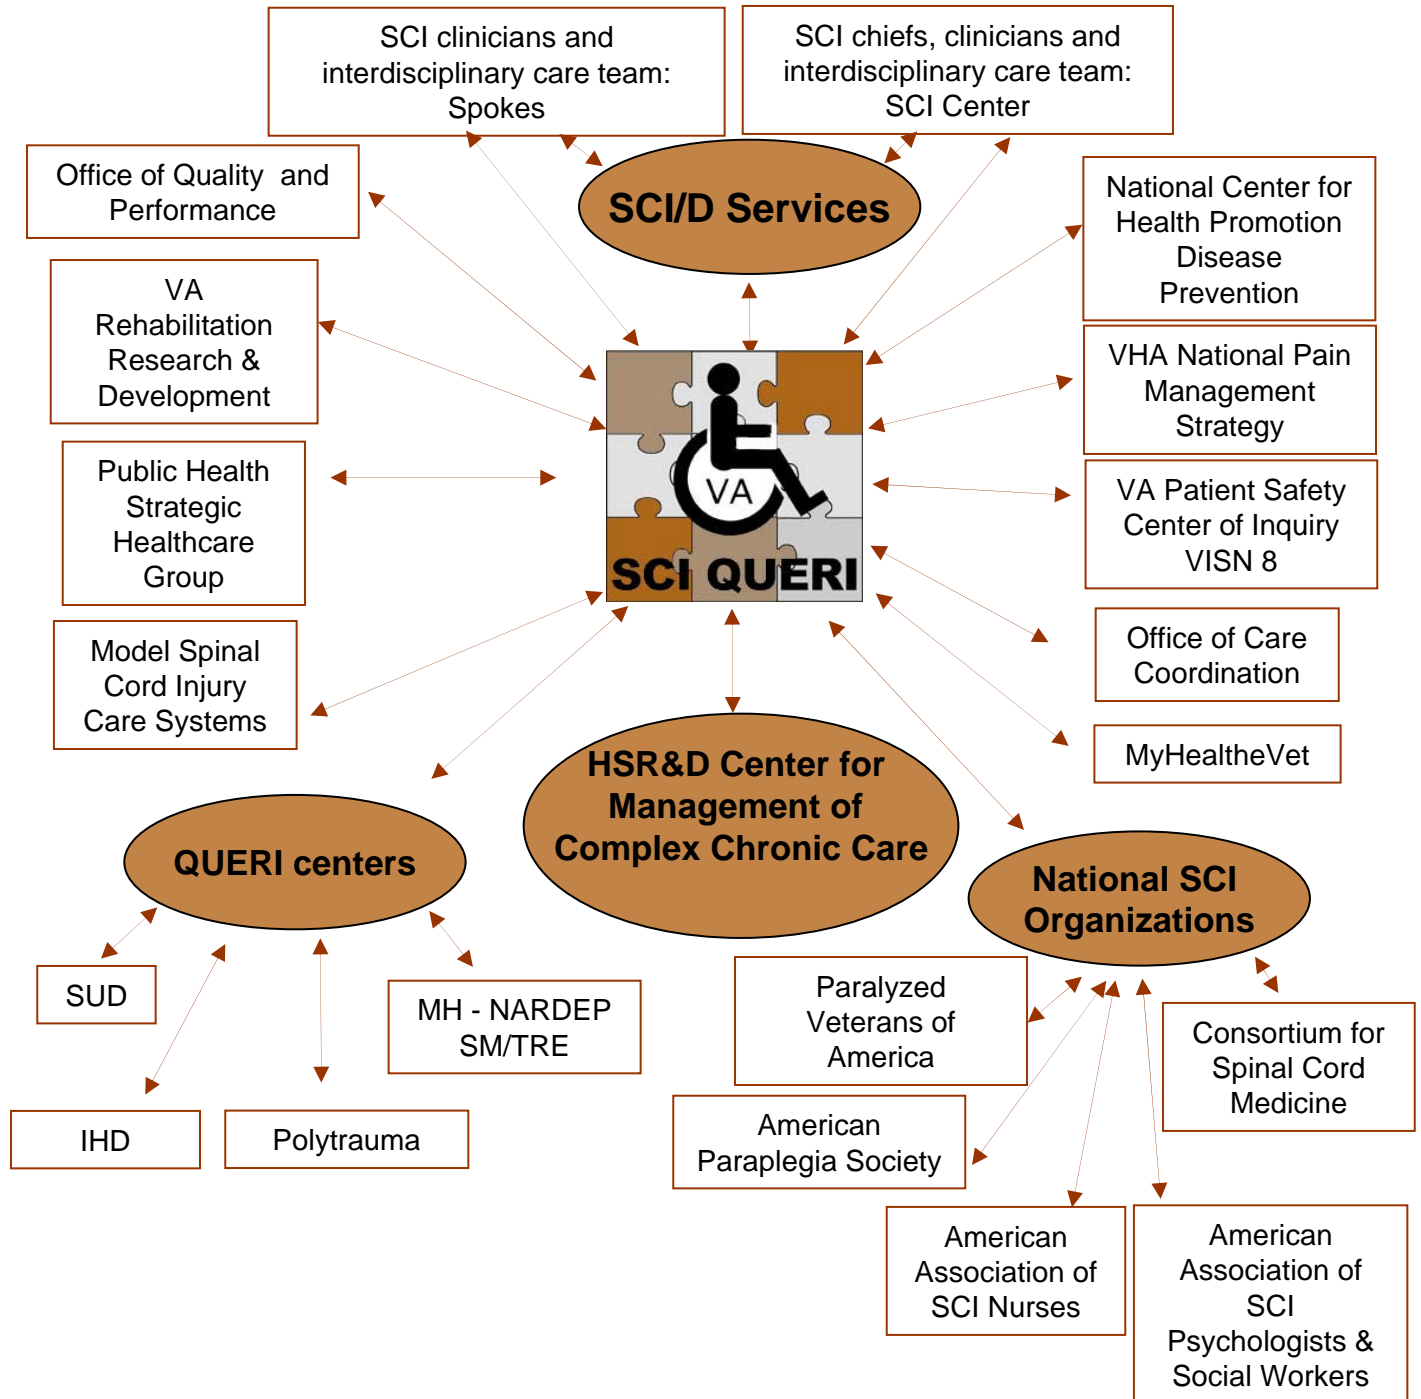 SCI clinicians and
interdisciplinary care team:
Spokes
SCI chiefs, clinicians and
interdisciplinary care team:
SCI Center
Office of Quality and
Performance
SCI/D Services
National Center for
Health Promotion
Disease
Prevention
VA
Rehabilitation
Research &
Development
VHA National Pain
Management
Strategy
Public Health
Strategic
Healthcare
Group
VA
SCI QUERI
VA Patient Safety
Center of Inquiry
VISN 8
Model Spinal
Cord Injury
Care Systems
Office of Care
Coordination
MyHealtheVet
HSR&D Center for
Management of
Complex Chronic Care
QUERI centers
National SCI
Organizations
SUD
MH - NARDEP
SM/TRE
IHD
Polytrauma
Paralyzed
Veterans of
America
Consortium for
Spinal Cord
Medicine
American
Paraplegia Society
American
Association of
SCI Nurses
American
Association of
SCI
Psychologists &
Social Workers